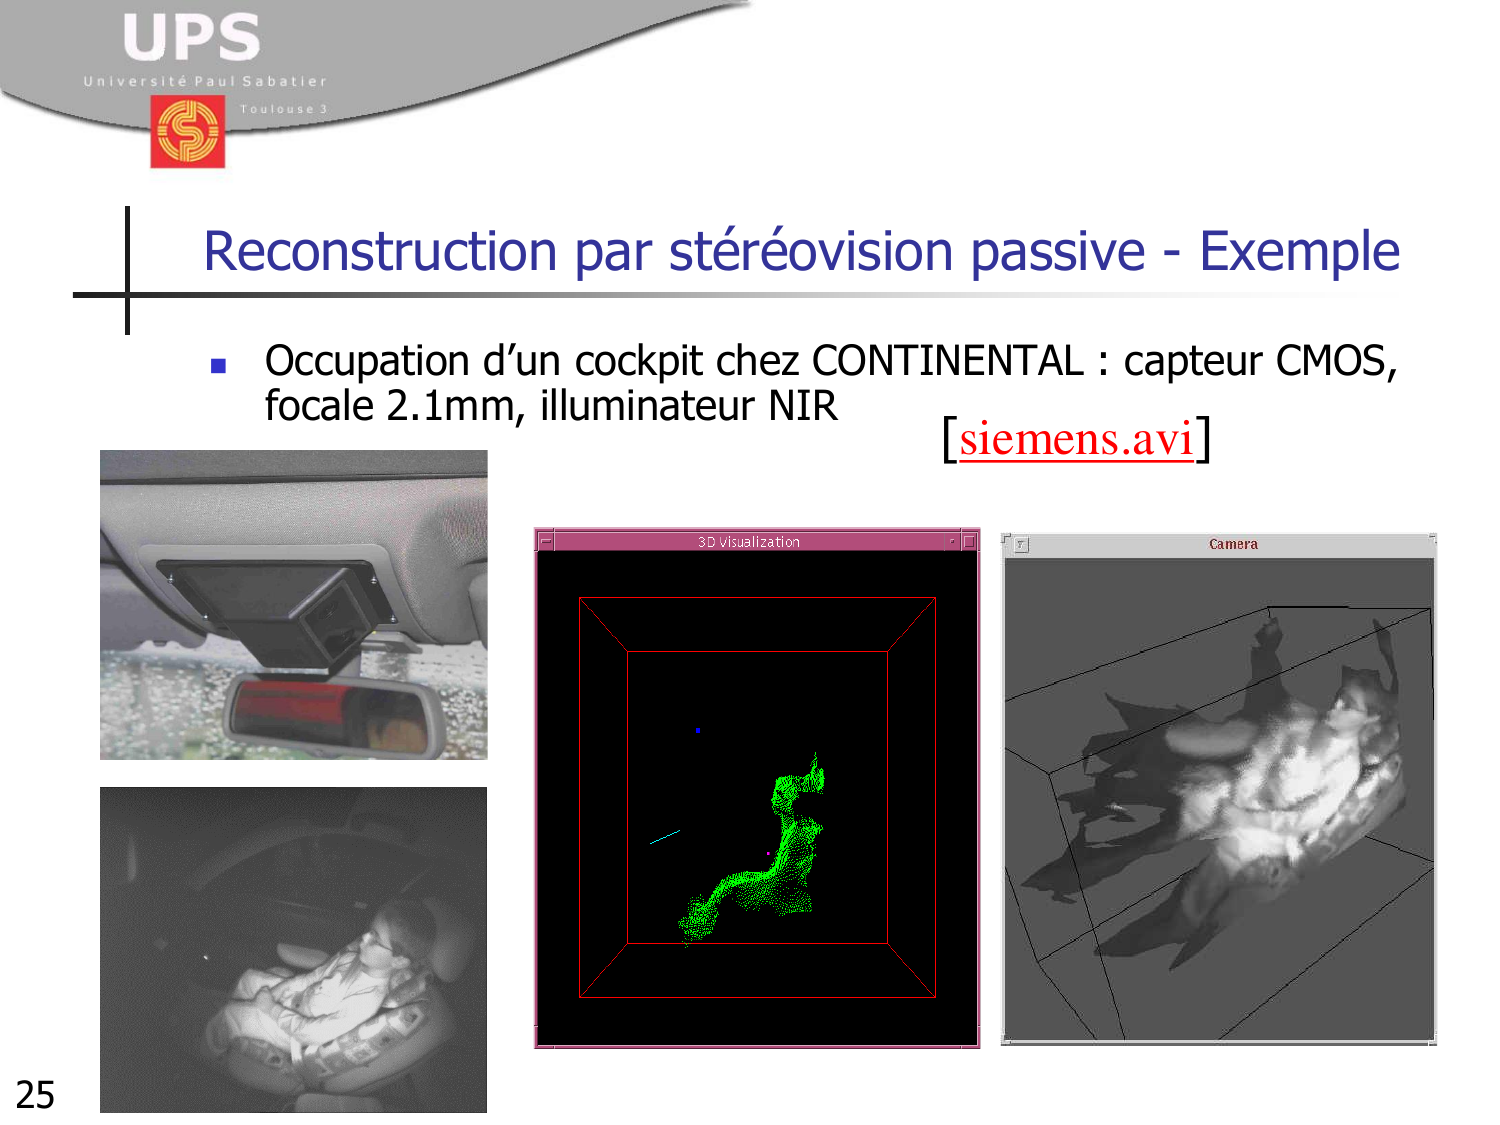 UPS
Université Paul Sabatier
Toulouse 3
Reconstruction par stéréovision passive - Exemple
Occupation d’un cockpit chez CONTINENTAL : capteur CMOS,
focale 2.1mm, illuminateur NIR
[siemens.avi]
3D Visualization
Camera
25